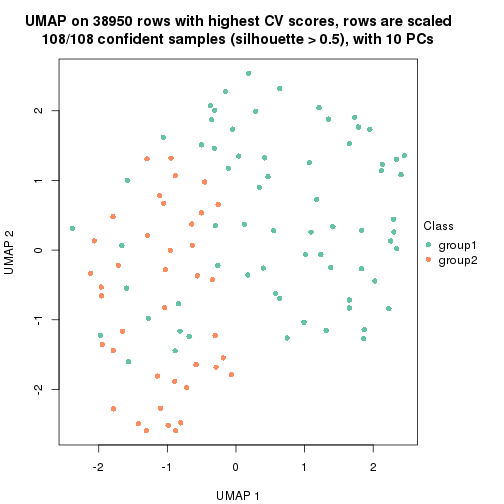 UMAP on 38950 rows with highest CV scores, rows are scaled
108/108 confident samples (silhouette > 0.5), with 10 PCs
2
1
0
-1
-2
UMAP 2
Class
group1
group2
-2 -1 0 1 2
UMAP 1